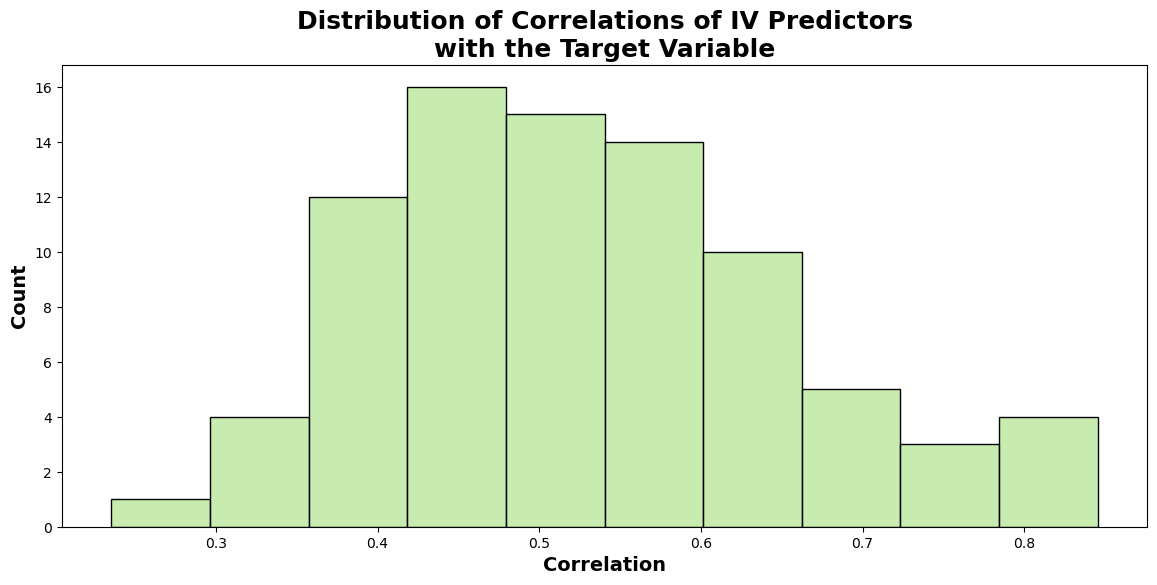 Distribution of Correlations of IV Predictors
with the Target Variable
Count
16
14
12
10
8
6
4
2
0
0.3 0.4 0.5 0.6 0.7 0.8
Correlation